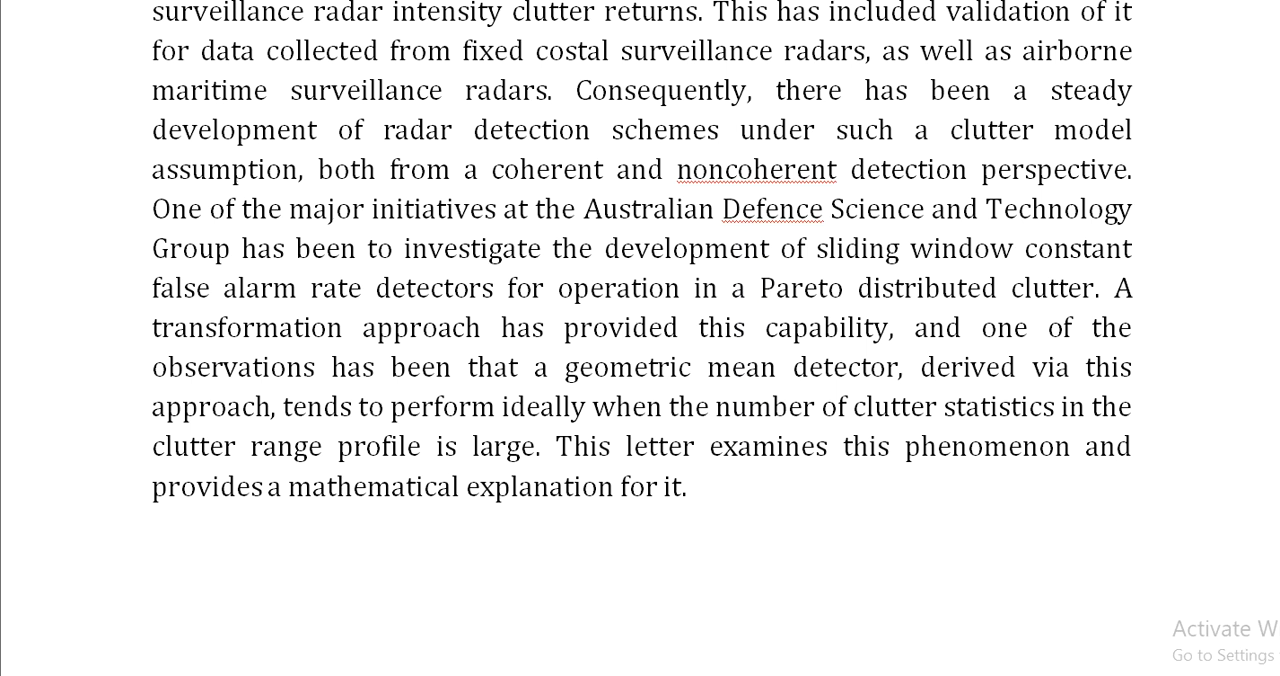 surveillance radar intensity clutter returns. This has included validation of it
for data collected from fixed costal surveillance radars, as well as airborne
maritime surveillance radars. Consequently, there has been a steady
development of radar detection schemes under such a clutter model
assumption, both from a coherent and noncoherent detection perspective.
One of the major initiatives at the Australian Defence Science and Technology
Group has been to investigate the development of sliding window constant
false alarm rate detectors for operation in a Pareto distributed clutter. A
transformation approach has provided this capability, and one of the
observations has been that a geometric mean detector, derived via this
approach, tends to perform ideally when the number of clutter statistics in the
clutter range profile is large. This letter examines this phenomenon and
provides a mathematical explanation for it.
Activate W
Go to Settings